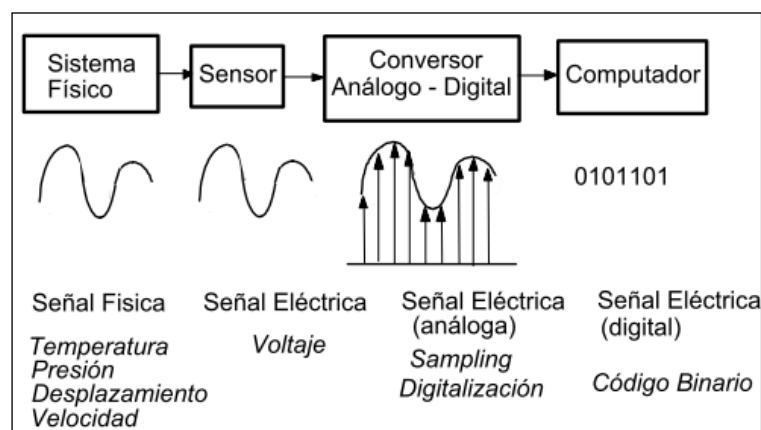 Sistema
Físico
Sensor
Conversor
Análogo - Digital
Computador
0101101
Señal Fisica
Señal Eléctrica
Señal Eléctrica
(análoga)
Señal Eléctrica
(digital)
Temperatura
Presión
Desplazamiento
Velocidad
Voltaje
Sampling
Digitalización
Código Binario